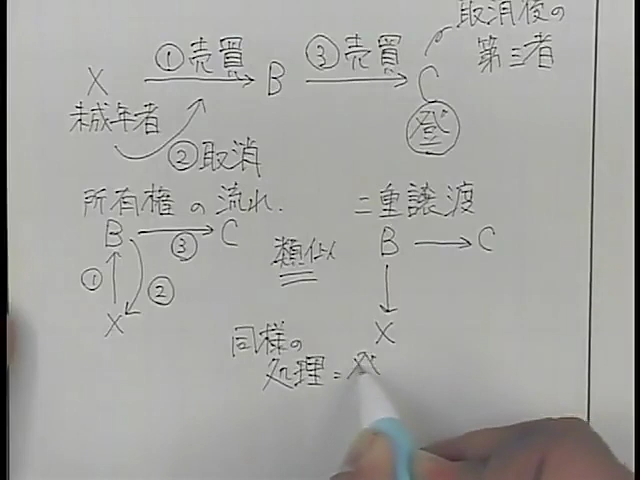 取消後の
第三者
①売買 ③売買
X B C
未成年者 登
②取消
所有権の流れ. 二重譲渡
B C
③
類似 B C
① ②
X
X
同様の
処理=